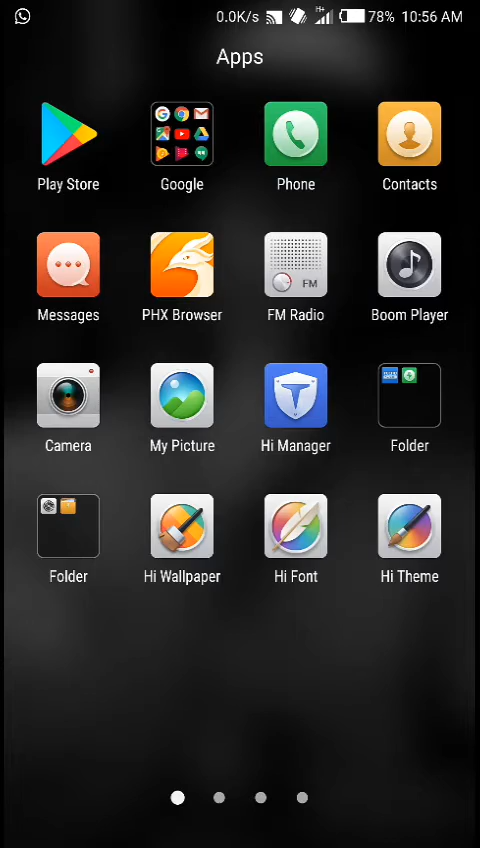 0.0K/s H+ 78% 10:56 AM
Apps
Play Store Google Phone Contacts
Messages PHX Browser FM Radio Boom Player
Camera My Picture Hi Manager Folder
Folder Hi Wallpaper Hi Font Hi Theme